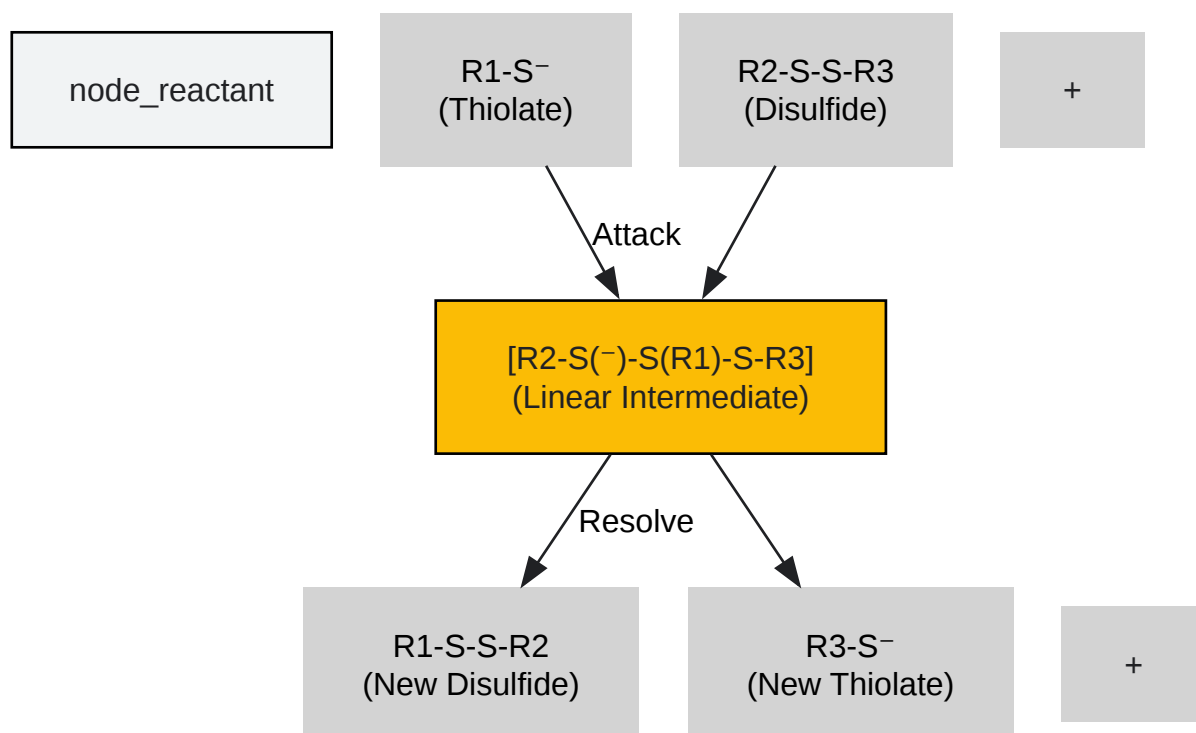 node_reactant
R1-S⁻
(Thiolate)
R2-S-S-R3
(Disulfide)
+
Attack
[R2-S(⁻)-S(R1)-S-R3]
(Linear Intermediate)
Resolve
R1-S-S-R2
(New Disulfide)
R3-S⁻
(New Thiolate)
+